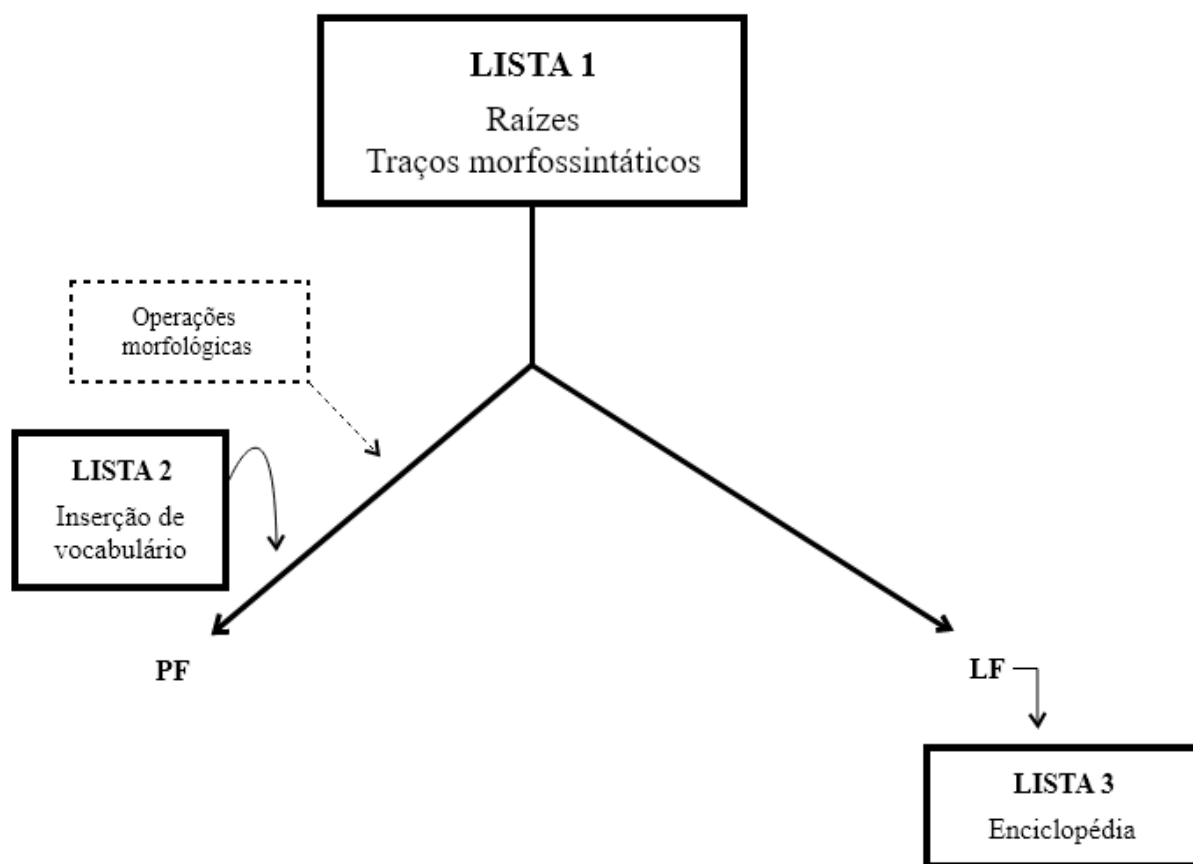 LISTA 1
Raízes
Traços morfossintáticos
Operações
morfológicas
LISTA 2
Inserção de
vocabulário
PF
LF
LISTA 3
Enciclopédia